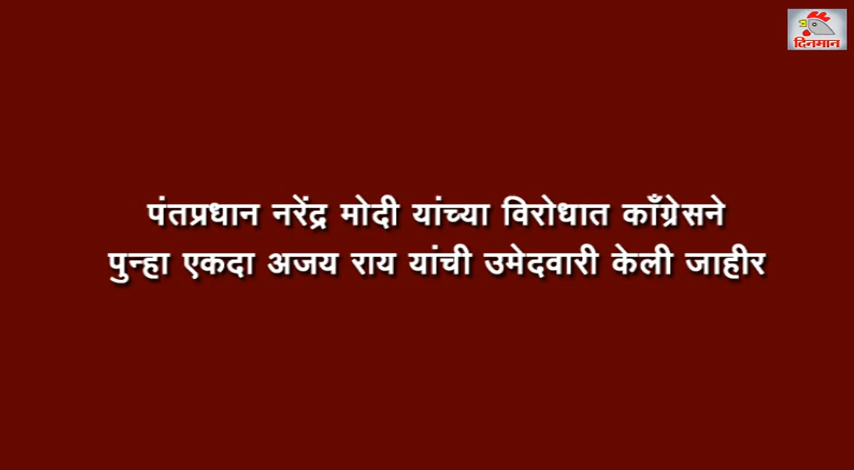 दिनमान
पंतप्रधान नरेंद्र मोदी यांच्या विरोधात काँग्रेसने
पुन्हा एकदा अजय राय यांची उमेदवारी केली जाहीर